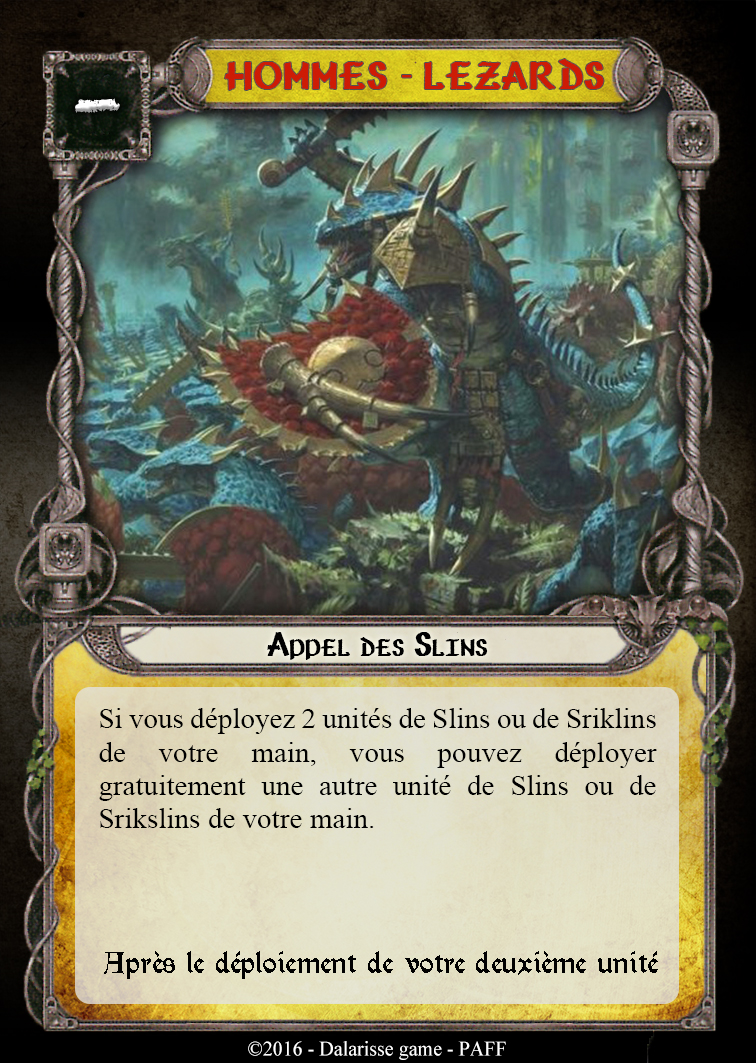 HOMMES - LEZARDS
-
Appel des Slins
Si vous déployez 2 unités de Slins ou de Sriklins
de votre main, vous pouvez déployer
gratuitement une autre unité de Slins ou de
Srikslins de votre main.
Après le déploiement de votre deuxième unité
©2016 - Dalarisse game - PAFF